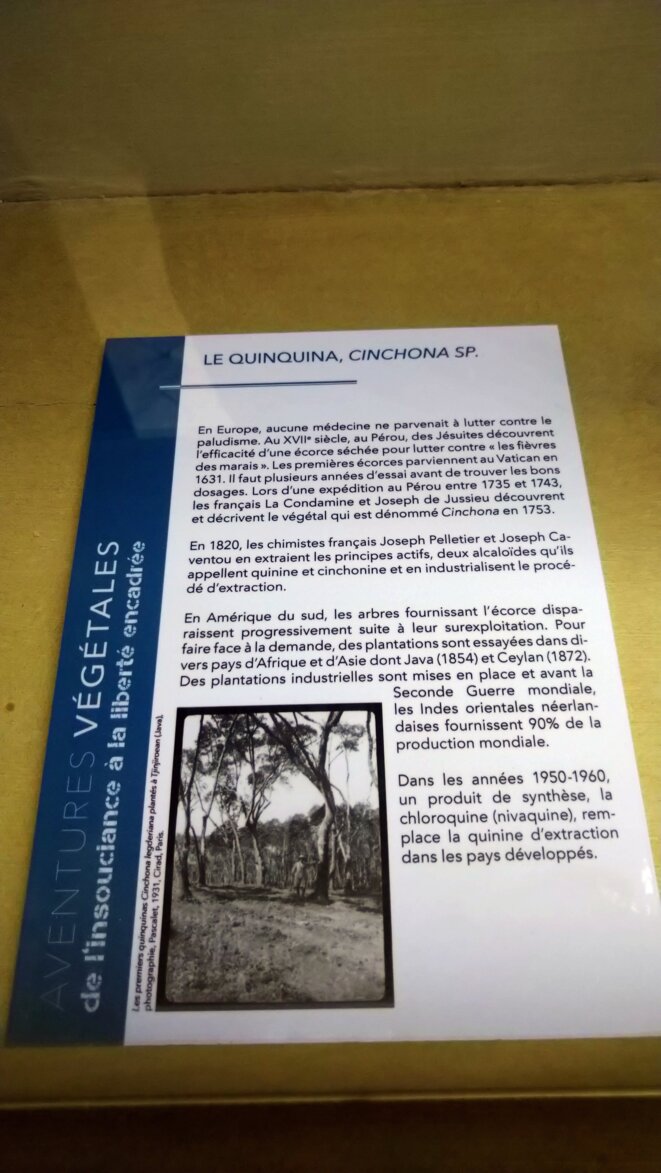 LE QUINQUINA, CINCHONA SP.
En Europe, aucune médecine ne parvenait à lutter contre le
paludisme. Au XVIIe siècle, au Pérou, des Jésuites découvrent
l'efficacité d'une écorce séchée pour lutter contre « les fièvres
des marais ». Les premières écorces parviennent au Vatican en
1631. Il faut plusieurs années d'essai avant de trouver les bons
dosages. Lors d'une expédition au Pérou entre 1735 et 1743,
les français La Condamine et Joseph de Jussieu découvrent
et décrivent le végétal qui est dénommé Cinchona en 1753.
En 1820, les chimistes français Joseph Pelletier et Joseph Ca-
ventou en extraient les principes actifs, deux alcaloïdes qu'ils
appellent quinine et cinchonine et en industrialisent le procé-
dé d'extraction.
En Amérique du sud, les arbres fournissant l'écorce dispa-
raissent progressivement suite à leur surexploitation. Pour
faire face à la demande, des plantations sont essayées dans di-
vers pays d'Afrique et d'Asie dont Java (1854) et Ceylan (1872).
Des plantations industrielles sont mises en place et avant la
Seconde Guerre mondiale,
les Indes orientales néerlan-
daises fournissent 90% de la
production mondiale.
Dans les années 1950-1960,
un produit de synthèse, la
chloroquine (nivaquine), rem-
place la quinine d'extraction
dans les pays développés.
Les premiers quinquinas Cinchona legderiana plantés à Tjinjiroean (Java),
photographie, Pascalet, 1931, Cirad, Paris.
AVENTURES VÉGÉTALES
de l'insouciance à la liberté encadrée